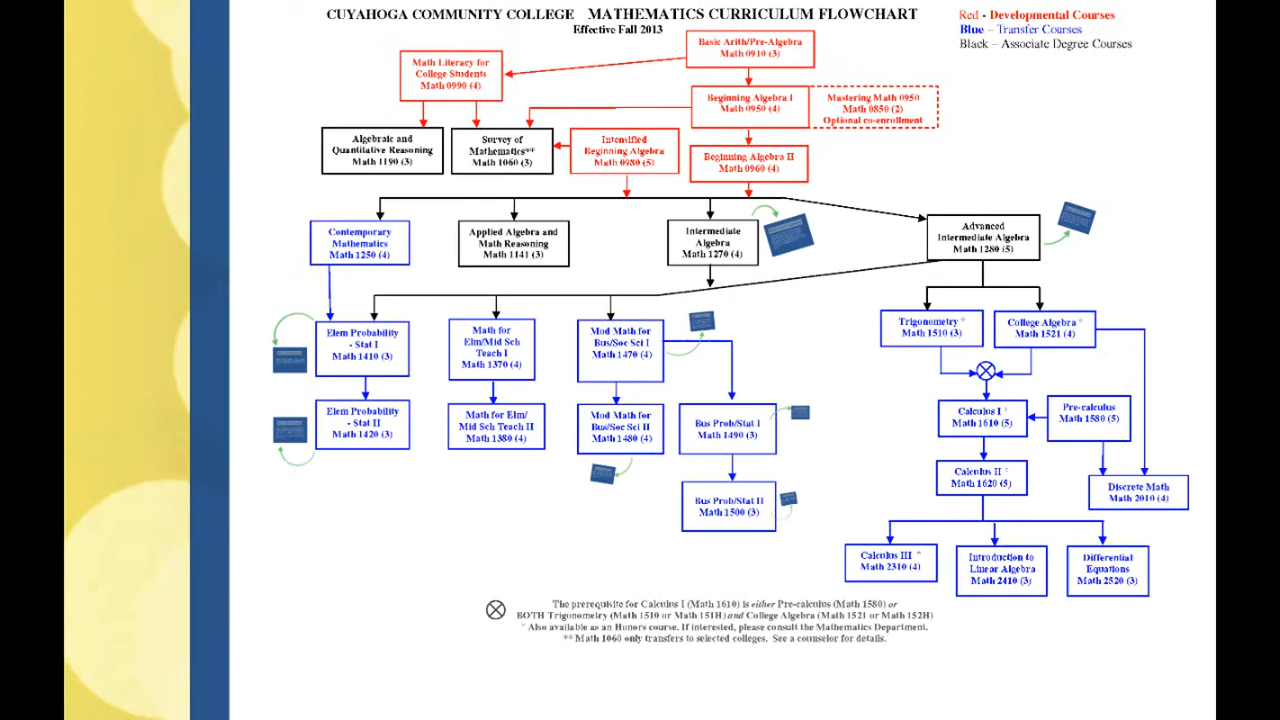 CUYAHOGA COMMUNITY COLLEGE MATHEMATICS CURRICULUM FLOWCHART
Effective Fall 2013
Red - Developmental Courses
Blue – Transfer Courses
Black – Associate Degree Courses
Basic Arith/Pre-Algebra
Math 0910 (3)
Math Literacy for
College Students
Math 0990 (4)
Beginning Algebra I
Math 0950 (4)
Mastering Math 0950
Math 0850 (2)
Optional co-enrollment
Algebraic and
Quantitative Reasoning
Math 1190 (3)
Survey of
Mathematics**
Math 1060 (3)
Intensified
Beginning Algebra
Math 0980 (5)
Beginning Algebra II
Math 0960 (4)
Contemporary
Mathematics
Math 1250 (4)
Applied Algebra and
Math Reasoning
Math 1141 (3)
Intermediate
Algebra
Math 1270 (4)
Advanced
Intermediate Algebra
Math 1280 (5)
Elem Probability
- Stat I
Math 1410 (3)
Math for
Elm/Mid Sch
Teach I
Math 1370 (4)
Mod Math for
Bus/Soc Sci I
Math 1470 (4)
Trigonometry *
Math 1510 (3)
College Algebra *
Math 1521 (4)
Elem Probability
- Stat II
Math 1420 (3)
Math for Elm/
Mid Sch Teach II
Math 1380 (4)
Mod Math for
Bus/Soc Sci II
Math 1480 (4)
Bus Prob/Stat I
Math 1490 (3)
Calculus I *
Math 1610 (5)
Pre-calculus
Math 1580 (5)
Calculus II *
Math 1620 (5)
Discrete Math
Math 2010 (4)
Bus Prob/Stat II
Math 1500 (3)
Calculus III *
Math 2310 (4)
Introduction to
Linear Algebra
Math 2410 (3)
Differential
Equations
Math 2520 (3)
The prerequisite for Calculus I (Math 1610) is either Pre-calculus (Math 1580) or
BOTH Trigonometry (Math 1510 or Math 151H) and College Algebra (Math 1521 or Math 152H)
* Also available as an Honors course. If interested, please consult the Mathematics Department.
** Math 1060 only transfers to selected colleges. See a counselor for details.